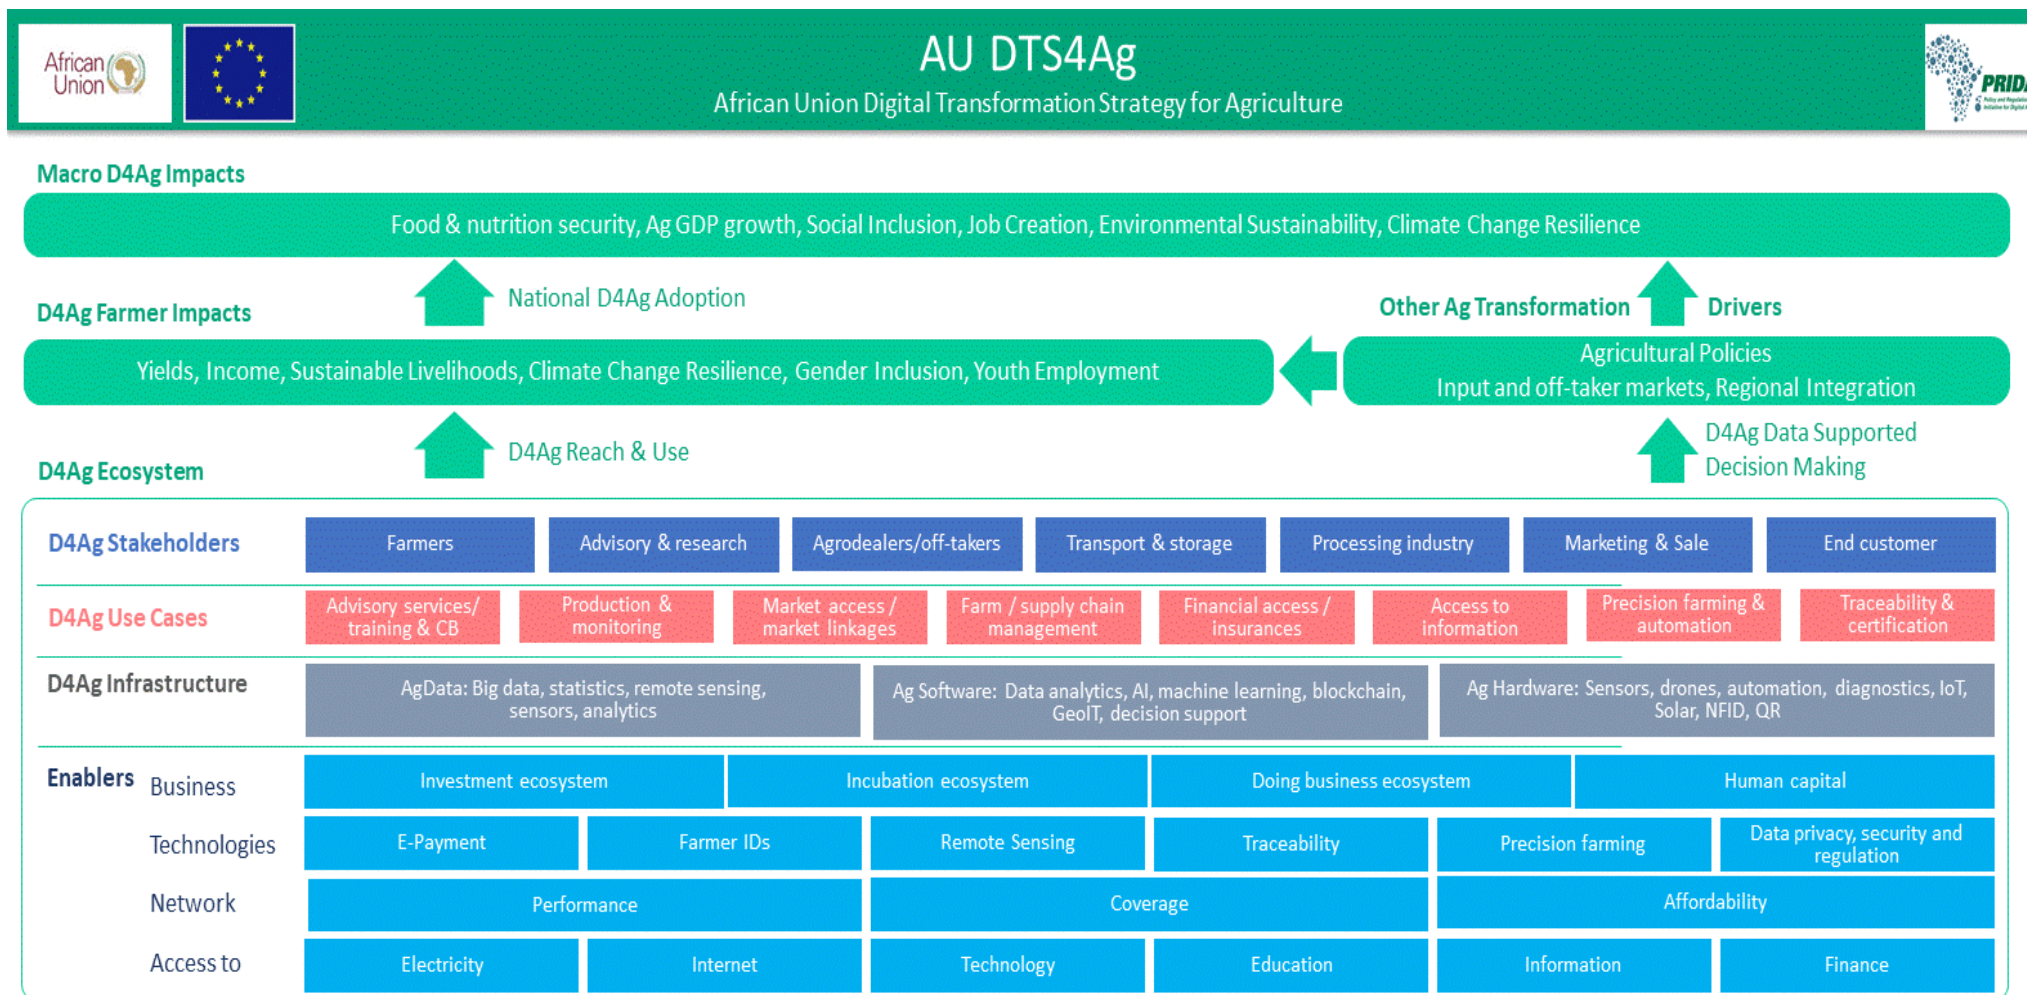 African
Union
AU DTS4Ag
African Union Digital Transformation Strategy for Agriculture
Macro D4Ag Impacts
Food & nutrition security, Ag GDP growth, Social Inclusion, Job Creation, Environmental Sustainability, Climate Change Resilience
National D4Ag Adoption
D4Ag Farmer Impacts
Other Ag Transformation Drivers
Yields, Income, Sustainable Livelihoods, Climate Change Resilience, Gender Inclusion, Youth Employment
Agricultural Policies
Input and off-taker markets, Regional Integration
D4Ag Reach & Use
D4Ag Data Supported
Decision Making
D4Ag Ecosystem
D4Ag Stakeholders
Farmers
Advisory & research
Agrodealers/off-takers
Transport & storage
Processing industry
Marketing & Sale
End customer
D4Ag Use Cases
Advisory services/
training & CB
Production &
monitoring
Market access /
market linkages
Farm / supply chain
management
Financial access /
insurances
Access to
information
Precision farming &
automation
Traceability &
certification
D4Ag Infrastructure
AgData: Big data, statistics, remote sensing,
sensors, analytics
Ag Software: Data analytics, AI, machine learning, blockchain,
GeoIT, decision support
Ag Hardware: Sensors, drones, automation, diagnostics, IoT,
Solar, NFID, QR
Enablers
Business
Investment ecosystem
Incubation ecosystem
Doing business ecosystem
Human capital
Technologies
E-Payment
Farmer IDs
Remote Sensing
Traceability
Precision farming
Data privacy, security and
regulation
Network
Performance
Coverage
Affordability
Access to
Electricity
Internet
Technology
Education
Information
Finance